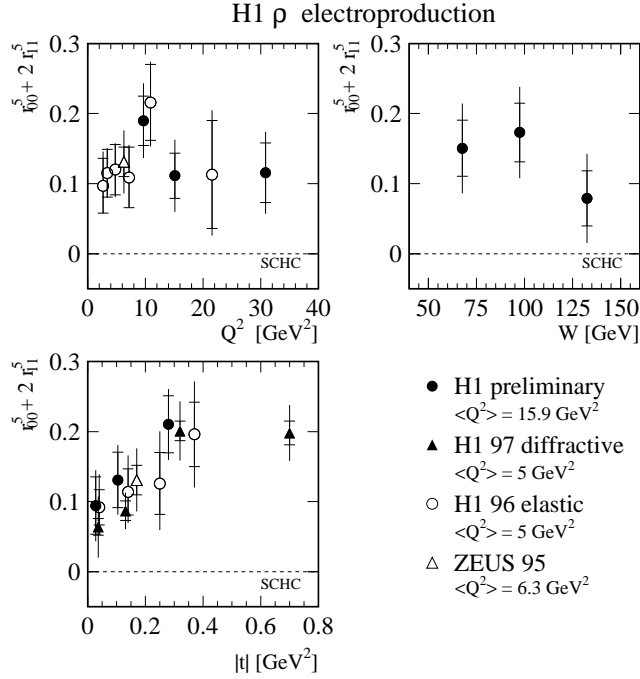 H1 ρ electroproduction
r⁵₀₀ + 2 r⁵₁₁
0.3
0.2
0.1
0
SCHC
0 10 20 30 40
Q² [GeV²]
r⁵₀₀ + 2 r⁵₁₁
0.3
0.2
0.1
0
SCHC
50 75 100 125 150
W [GeV]
r⁵₀₀ + 2 r⁵₁₁
0.3
0.2
0.1
0
SCHC
0 0.2 0.4 0.6 0.8
|t| [GeV²]
H1 preliminary
<Q²> = 15.9 GeV²
H1 97 diffractive
<Q²> = 5 GeV²
H1 96 elastic
<Q²> = 5 GeV²
ZEUS 95
<Q²> = 6.3 GeV²